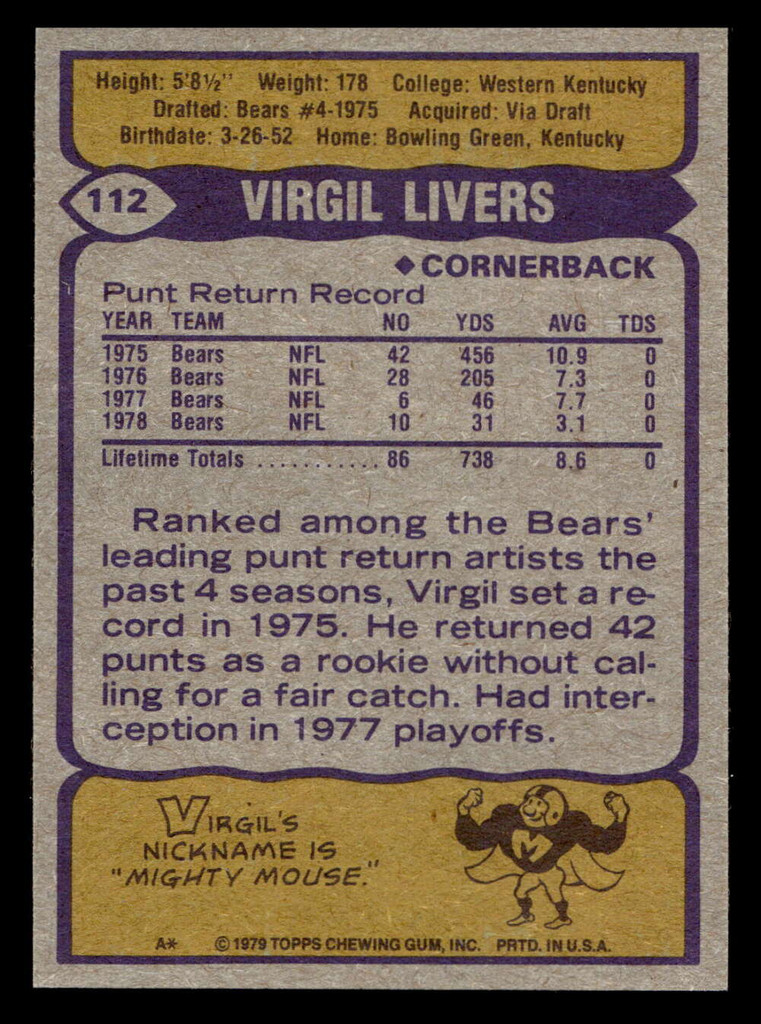 Height: 5'8½" Weight: 178 College: Western Kentucky
Drafted: Bears #4-1975 Acquired: Via Draft
Birthdate: 3-26-52 Home: Bowling Green, Kentucky
112 VIRGIL LIVERS
◆CORNERBACK
Punt Return Record
YEAR TEAM NO YDS AVG TDS
1975 Bears NFL 42 456 10.9 0
1976 Bears NFL 28 205 7.3 0
1977 Bears NFL 6 46 7.7 0
1978 Bears NFL 10 31 3.1 0
Lifetime Totals ........... 86 738 8.6 0
Ranked among the Bears'
leading punt return artists the
past 4 seasons, Virgil set a re-
cord in 1975. He returned 42
punts as a rookie without cal-
ling for a fair catch. Had inter-
ception in 1977 playoffs.
VIRGIL'S
NICKNAME IS
"MIGHTY MOUSE."
M
A* © 1979 TOPPS CHEWING GUM, INC. PRTD. IN U.S.A.